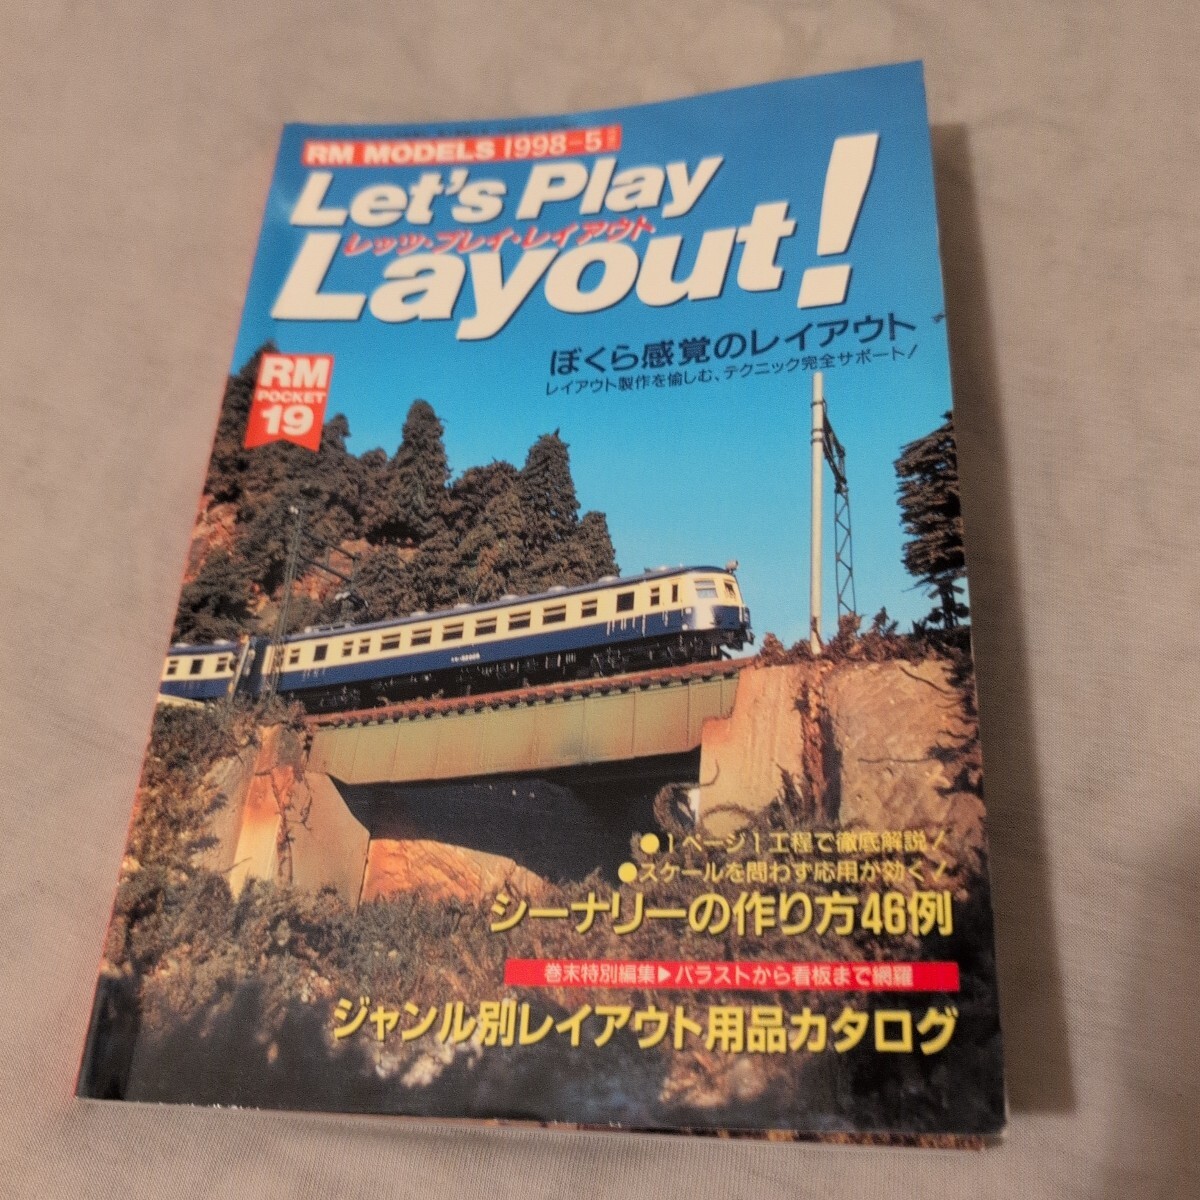 RM MODELS 1998-5
Let's Play
レッツ・プレイ・レイアウト
Layout!
ぼくら感覚のレイアウト
レイアウト製作を愉しむ、テクニック完全サポート!
RM
POCKET
19
●1ページ1工程で徹底解説!
●スケールを問わず応用が効く!
シーナリーの作り方46例
巻末特別編集▶バラストから看板まで網羅
ジャンル別レイアウト用品カタログ